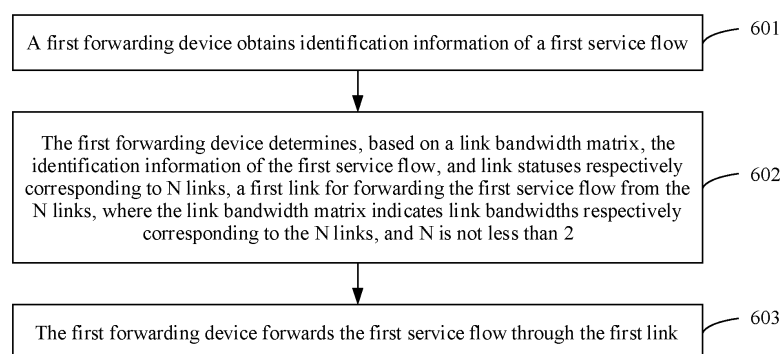 A first forwarding device obtains identification information of a first service flow
601
The first forwarding device determines, based on a link bandwidth matrix, the
identification information of the first service flow, and link statuses respectively
corresponding to N links, a first link for forwarding the first service flow from the
N links, where the link bandwidth matrix indicates link bandwidths respectively
corresponding to the N links, and N is not less than 2
602
The first forwarding device forwards the first service flow through the first link
603